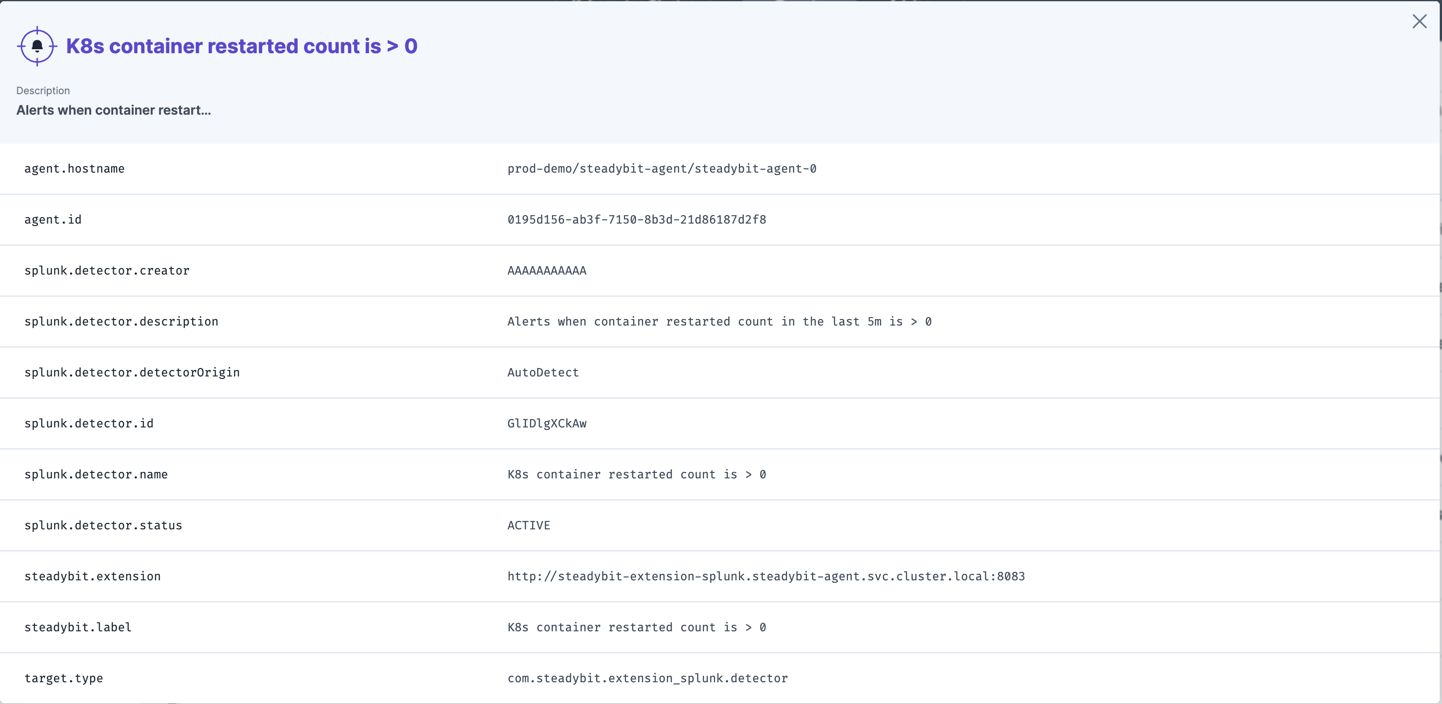 K8s container restarted count is > 0
Description
Alerts when container restart...
agent.hostname prod-demo/steadybit-agent/steadybit-agent-0
agent.id 0195d156-ab3f-7150-8b3d-21d86187d2f8
splunk.detector.creator AAAAAAAAAAA
splunk.detector.description Alerts when container restarted count in the last 5m is > 0
splunk.detector.detectorOrigin AutoDetect
splunk.detector.id GlIDlgXCkAw
splunk.detector.name K8s container restarted count is > 0
splunk.detector.status ACTIVE
steadybit.extension http://steadybit-extension-splunk.steadybit-agent.svc.cluster.local:8083
steadybit.label K8s container restarted count is > 0
target.type com.steadybit.extension_splunk.detector